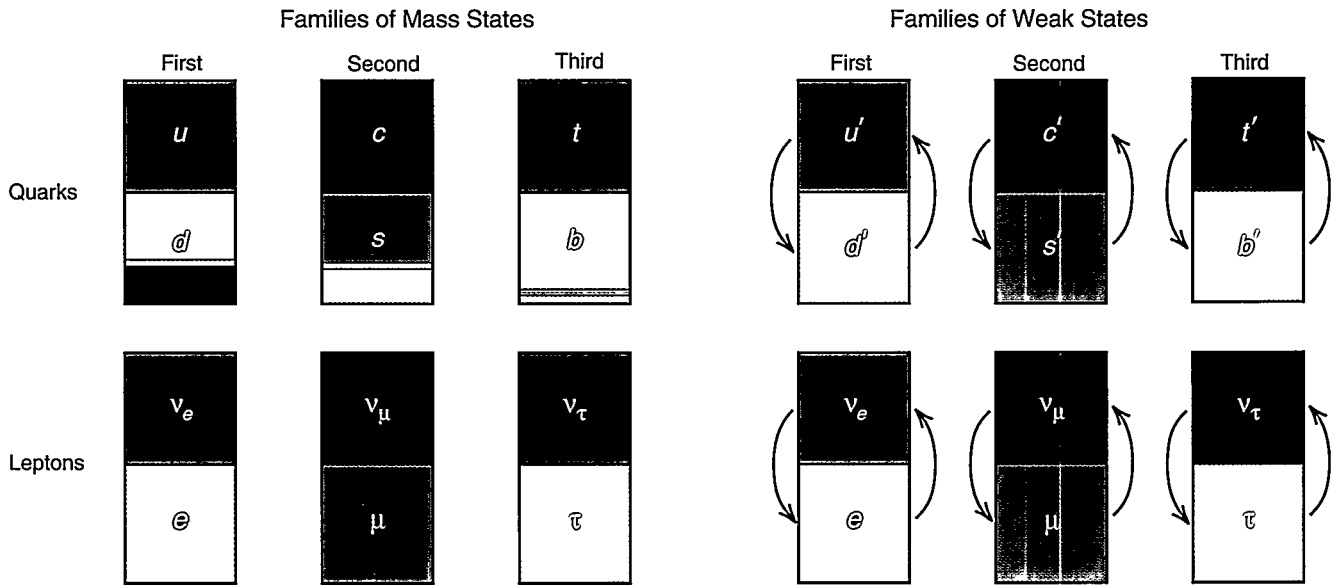 Families of Mass States Families of Weak States
First Second Third First Second Third
Quarks
u c t u′ c′ t′
d s b d′ s′ b′
Leptons
νe νμ ντ νe νμ ντ
e μ τ e μ τ